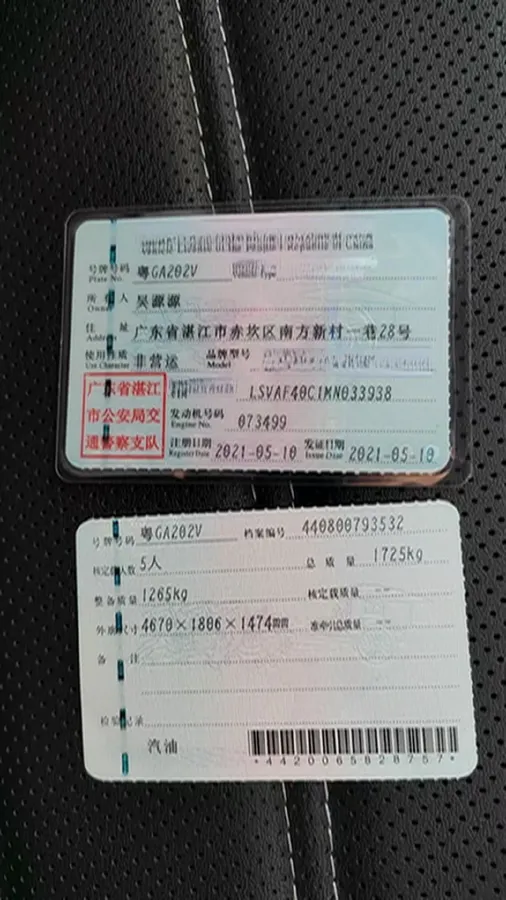 号牌号码 粤GA202V
Plate No. Vehicle Type
所有人 吴源源
Owner
住址 广东省湛江市赤坎区南方新村一巷28号
Address
使用性质 非营运 品牌型号
Use Character Model
广东省湛江
市公安局交
通警察支队
VIN LSVAF40C1MN033938
发动机号码 073499
Engine No.
注册日期 2021-05-10 发证日期 2021-05-10
Register Date Issue Date
号牌号码 粤GA202V 档案编号 440800793532
核定载人数 5人 总质量 1725kg
整备质量 1265kg 核定载质量 --
外廓尺寸 4670×1806×1474mm 准牵引总质量 --
备注
检验记录
汽油
*4420065828757*